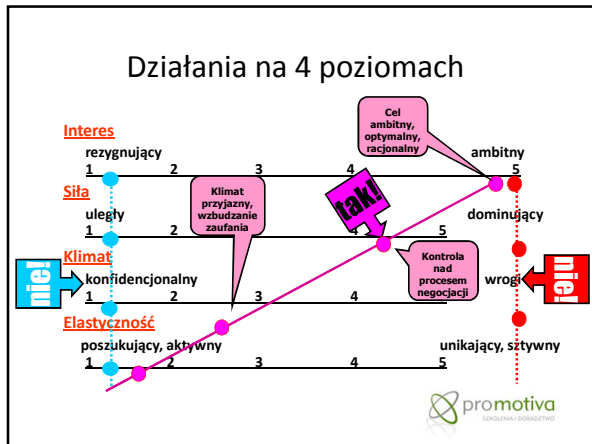 Działania na 4 poziomach
Interes
rezygnujący
ambitny
1 2 3 4 5
Cel
ambitny,
optymalny,
racjonalny
Siła
uległy
dominujący
1 2 4 5
Klimat
przyjazny,
wzbudzanie
zaufania
tak!
Klimat
konfidencjonalny
wrogi
1 2 3 4
Kontrola
nad
procesem
negocjacji
nie!
nie!
Elastyczność
poszukujący, aktywny
unikający, sztywny
1 2 3 4 5
promotiva
SZKOLENIA I DORADZTWO